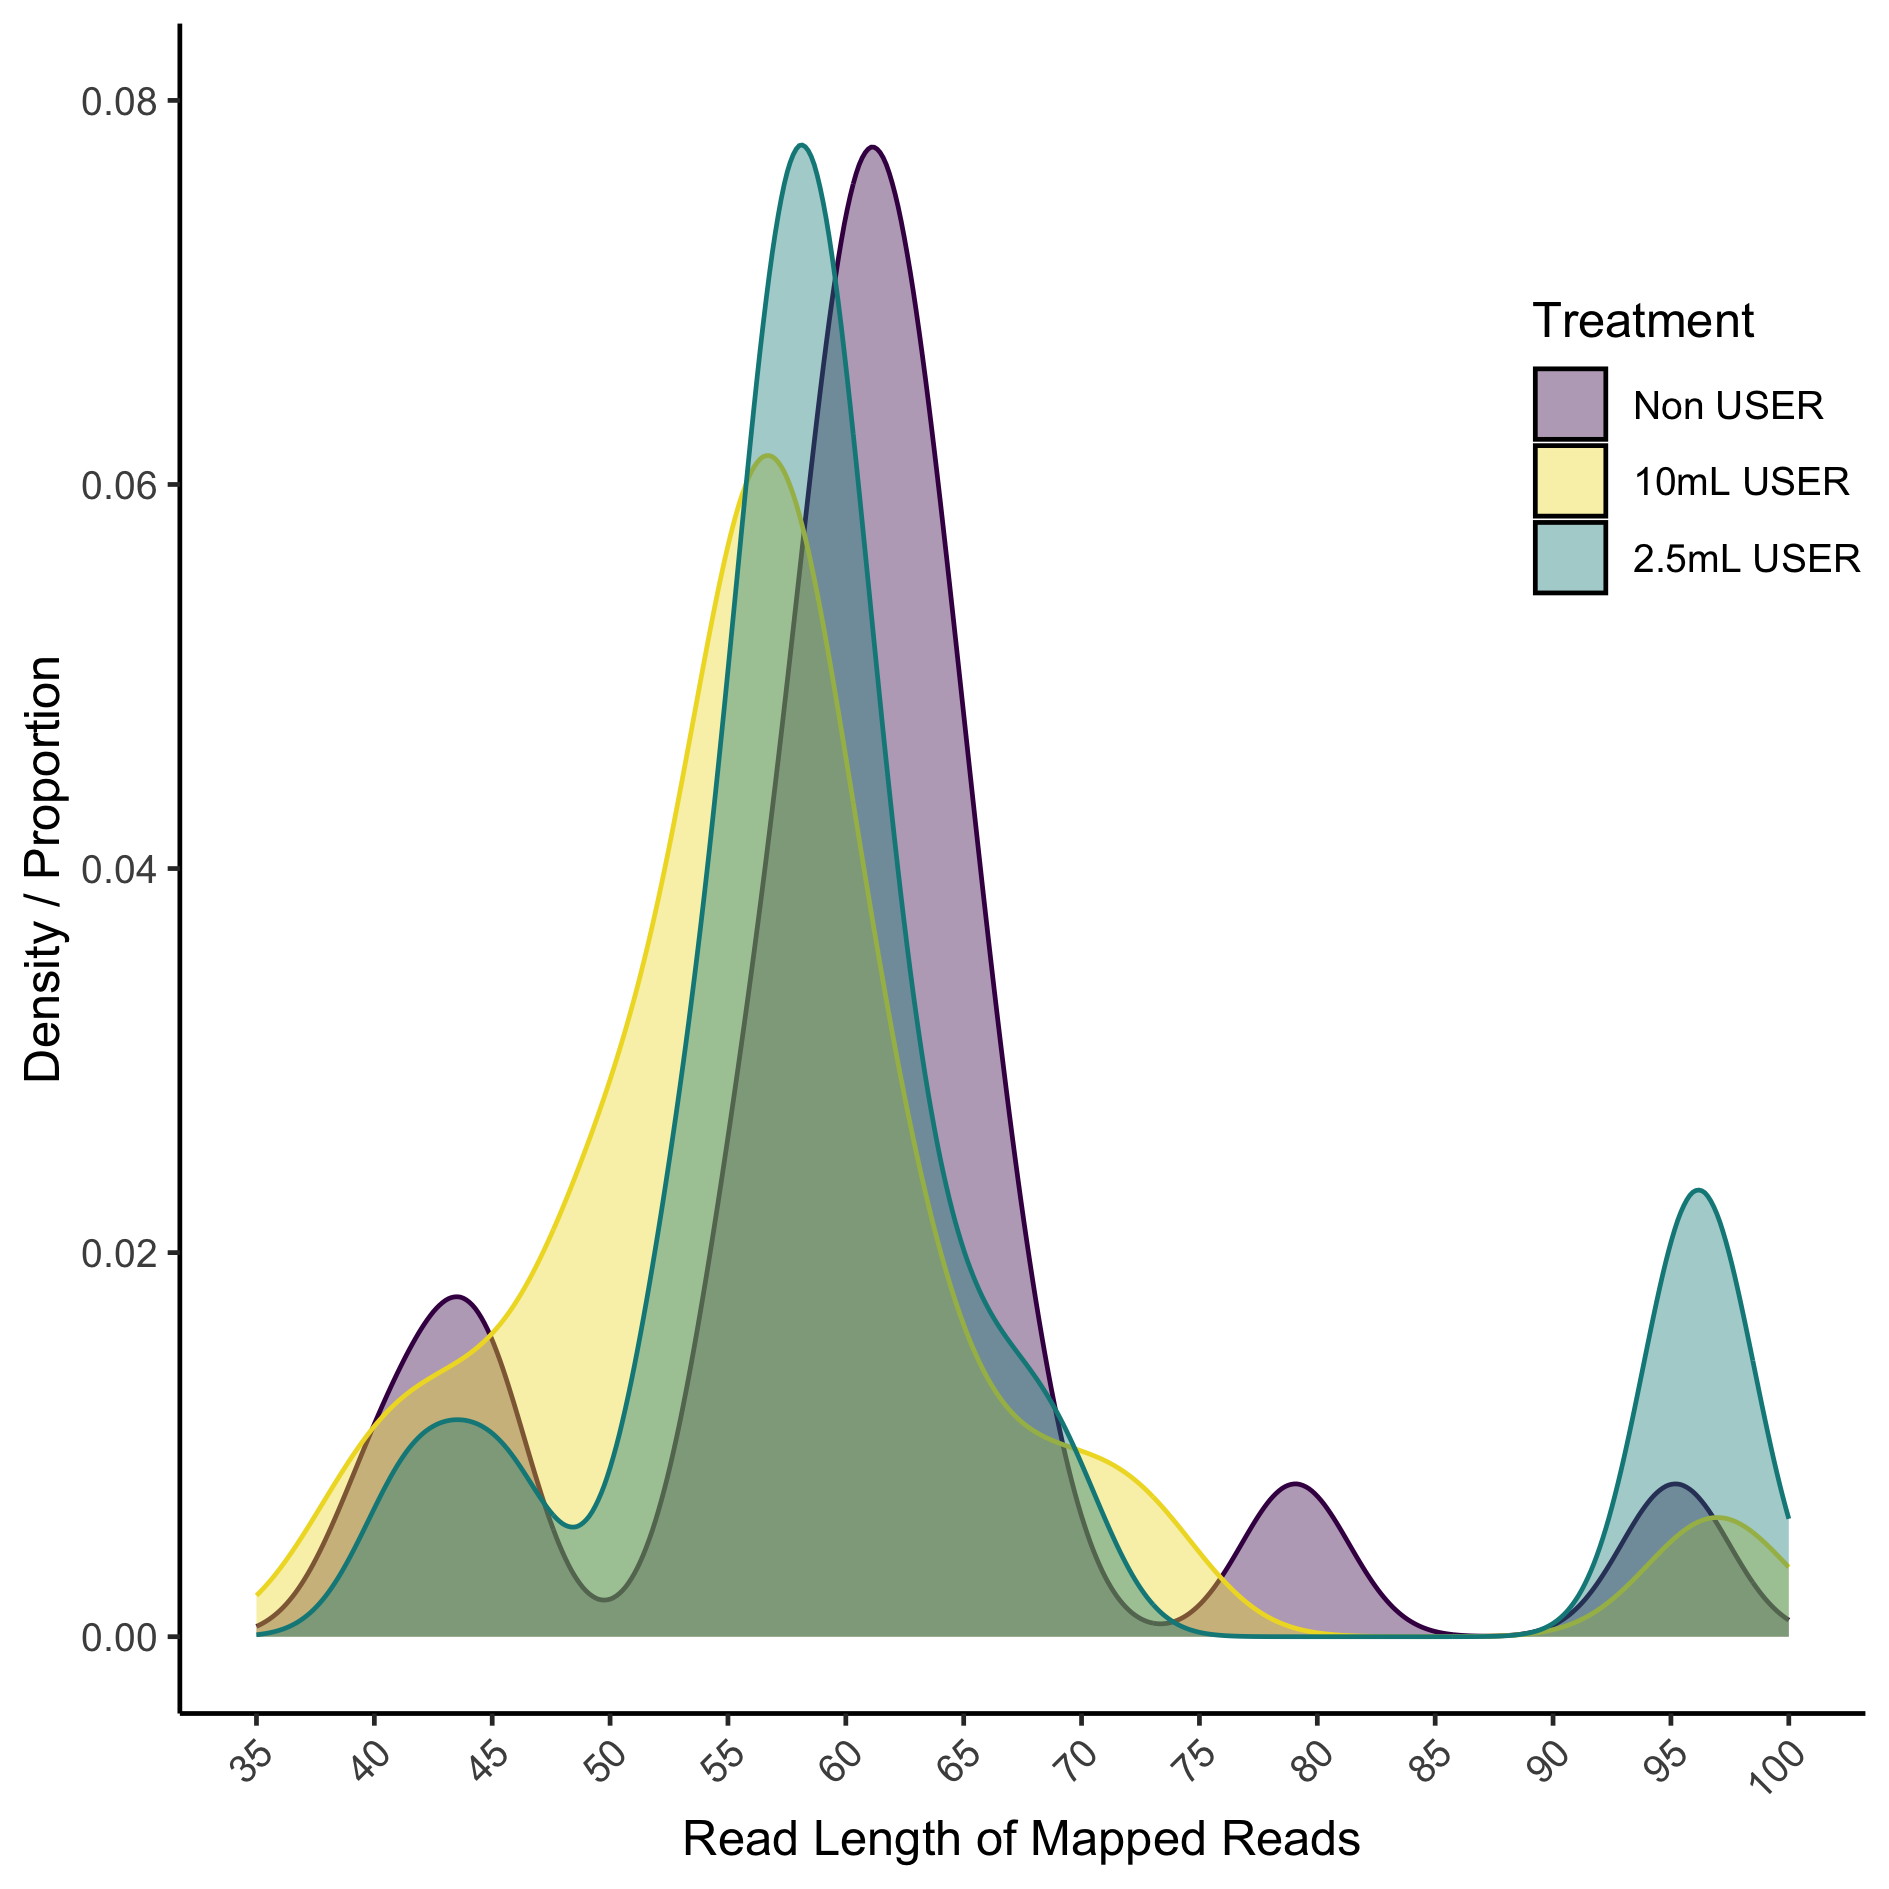 0.08
0.06
0.04
0.02
0.00
Density / Proportion
Treatment
Non USER
10mL USER
2.5mL USER
35 40 45 50 55 60 65 70 75 80 85 90 95 100
Read Length of Mapped Reads